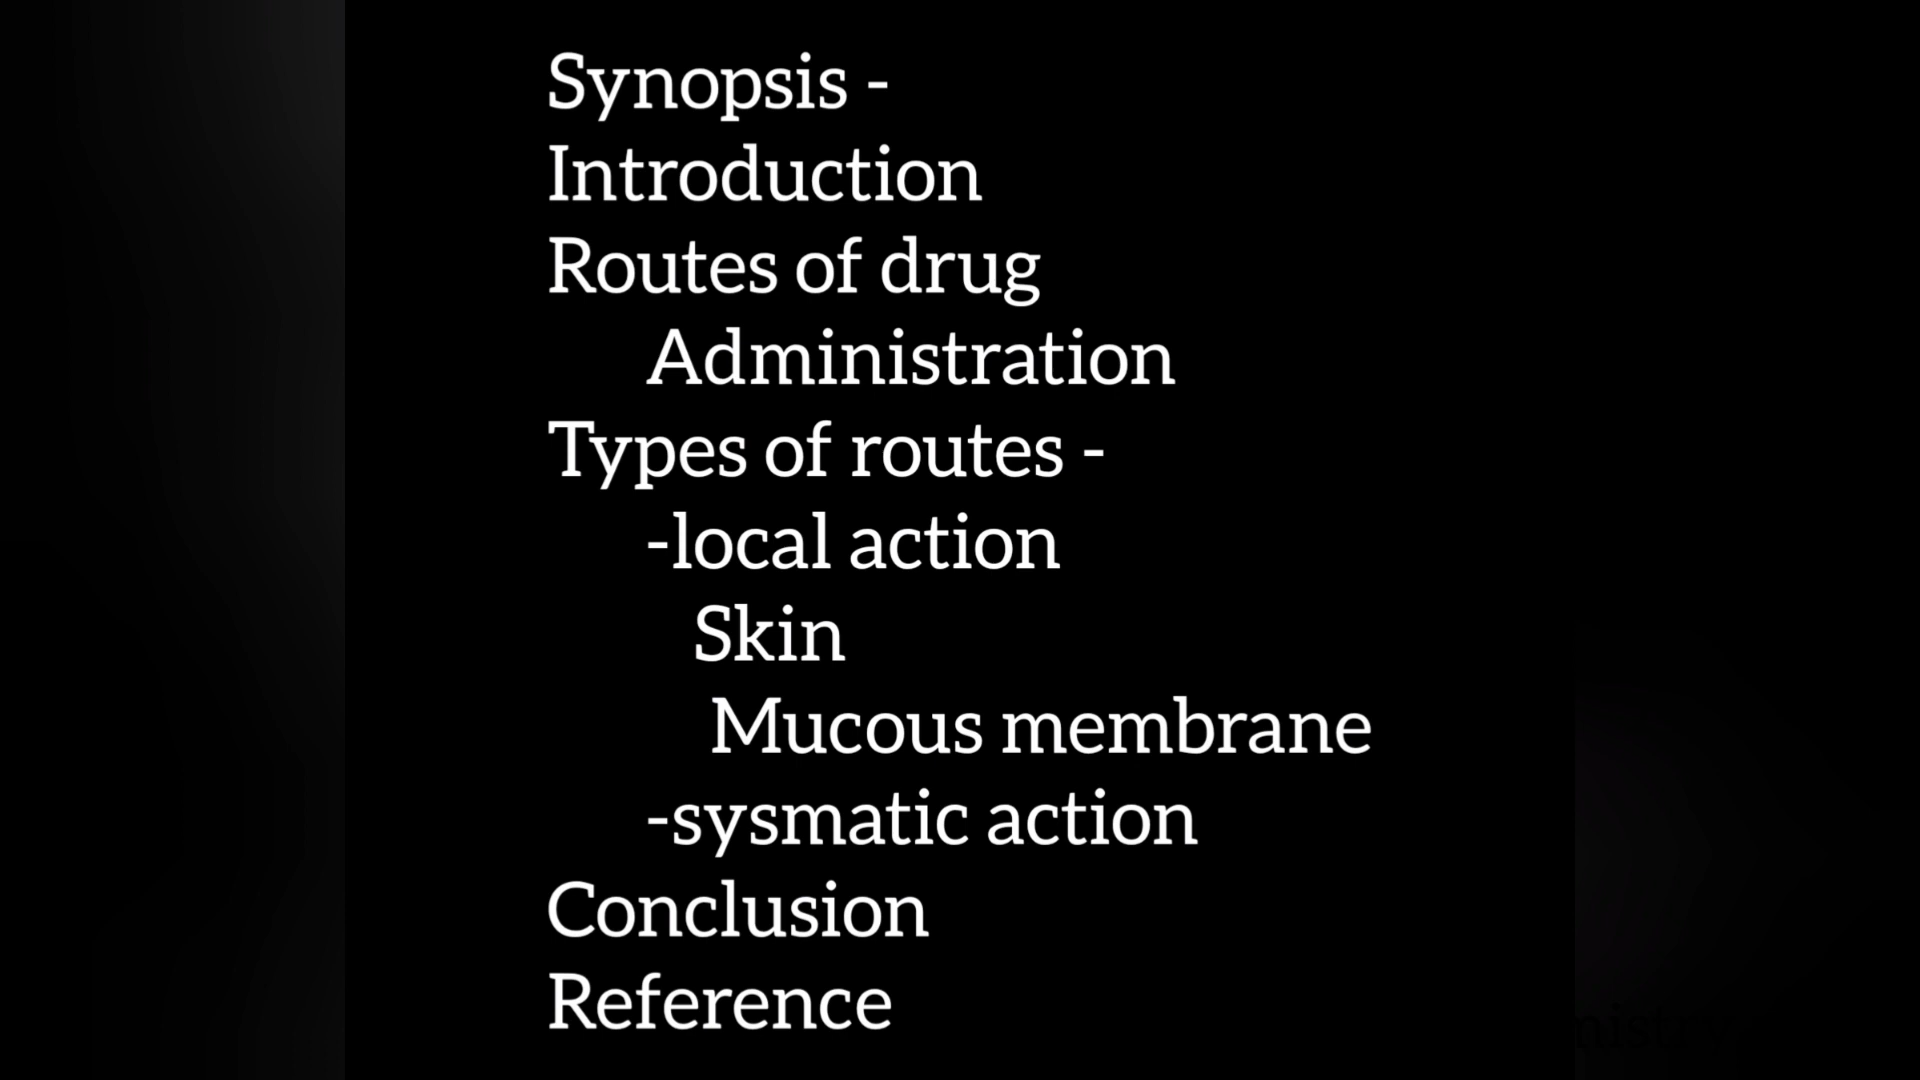 Synopsis -
Introduction
Routes of drug
Administration
Types of routes -
-local action
Skin
Mucous membrane
-sysmatic action
Conclusion
Reference